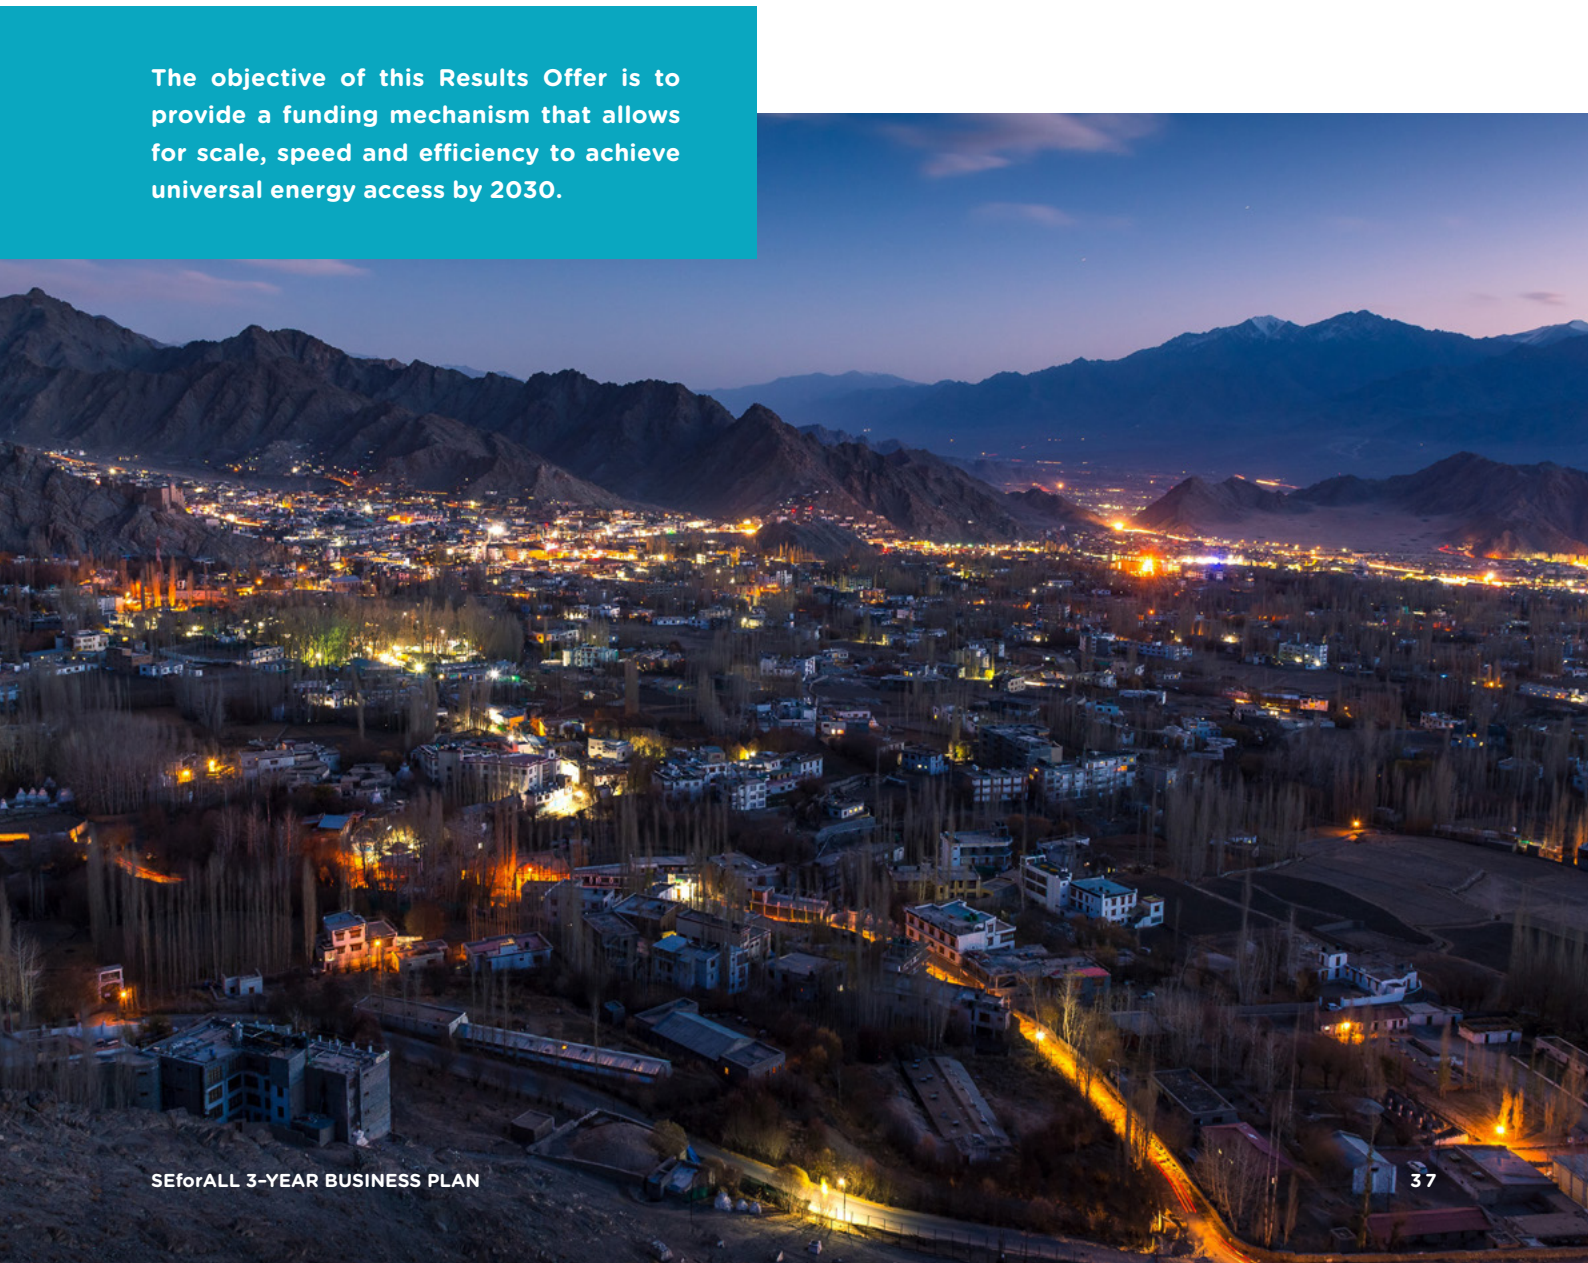 The objective of this Results Offer is to
provide a funding mechanism that allows
for scale, speed and efficiency to achieve
universal energy access by 2030.
SEforALL 3-YEAR BUSINESS PLAN
37